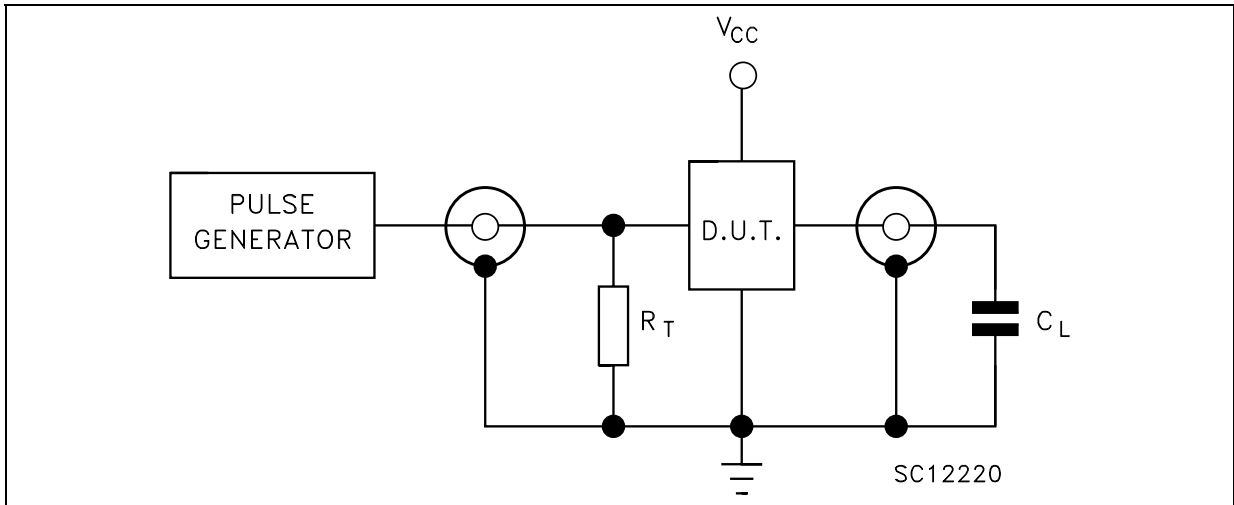 VCC
PULSE
GENERATOR
D.U.T.
RT
CL
SC12220